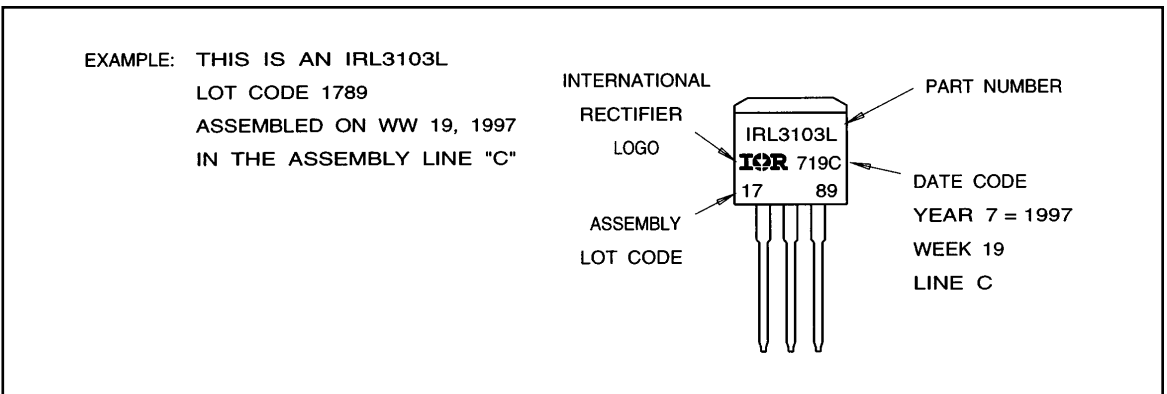 EXAMPLE: THIS IS AN IRL3103L
LOT CODE 1789
ASSEMBLED ON WW 19, 1997
IN THE ASSEMBLY LINE "C"
INTERNATIONAL
RECTIFIER
LOGO
ASSEMBLY
LOT CODE
IRL3103L
IOR 719C
17 89
PART NUMBER
DATE CODE
YEAR 7 = 1997
WEEK 19
LINE C